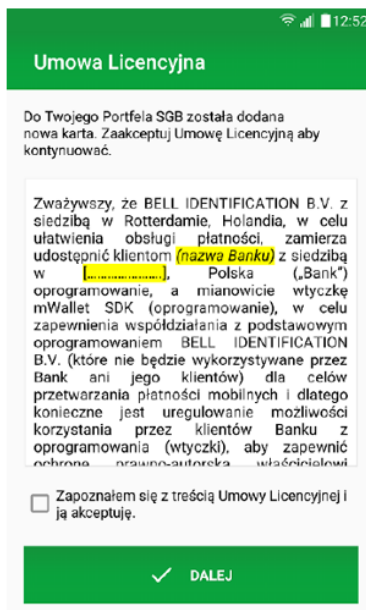 12:52
Umowa Licencyjna
Do Twojego Portfela SGB została dodana
nowa karta. Zaakceptuj Umowę Licencyjną aby
kontynuować.
Zważywszy, że BELL IDENTIFICATION B.V. z
siedzibą w Rotterdamie, Holandia, w celu
ułatwienia obsługi płatności, zamierza
udostępnić klientom (nazwa Banku) z siedzibą
w [......................], Polska („Bank”)
oprogramowanie, a mianowicie wtyczkę
mWallet SDK (oprogramowanie), w celu
zapewnienia współdziałania z podstawowym
oprogramowaniem BELL IDENTIFICATION
B.V. (które nie będzie wykorzystywane przez
Bank ani jego klientów) dla celów
przetwarzania płatności mobilnych i dlatego
konieczne jest uregulowanie możliwości
korzystania przez klientów Banku z
oprogramowania (wtyczki), aby zapewnić
ochronę prawno-autorską właścicielowi
Zapoznałem się z treścią Umowy Licencyjnej i
ją akceptuję.
DALEJ